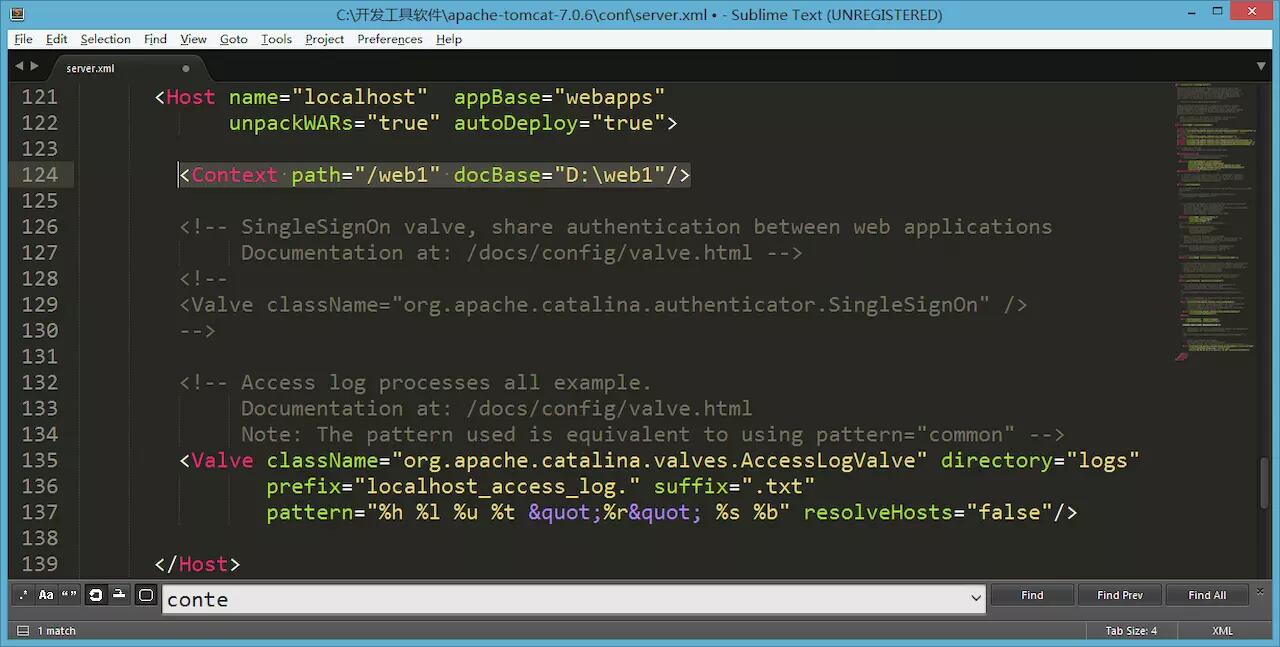 C:\开发工具软件\apache-tomcat-7.0.6\conf\server.xml • - Sublime Text (UNREGISTERED)
File Edit Selection Find View Goto Tools Project Preferences Help
server.xml
121 <Host name="localhost"  appBase="webapps"
122 unpackWARs="true" autoDeploy="true">
123
124 <Context path="/web1" docBase="D:\web1"/>
125
126 <!-- SingleSignOn valve, share authentication between web applications
127 Documentation at: /docs/config/valve.html -->
128 <!--
129 <Valve className="org.apache.catalina.authenticator.SingleSignOn" />
130 -->
131
132 <!-- Access log processes all example.
133 Documentation at: /docs/config/valve.html
134 Note: The pattern used is equivalent to using pattern="common" -->
135 <Valve className="org.apache.catalina.valves.AccessLogValve" directory="logs"
136 prefix="localhost_access_log." suffix=".txt"
137 pattern="%h %l %u %t &quot;%r&quot; %s %b" resolveHosts="false"/>
138
139 </Host>
.* Aa “” conte Find Find Prev Find All
1 match Tab Size: 4 XML